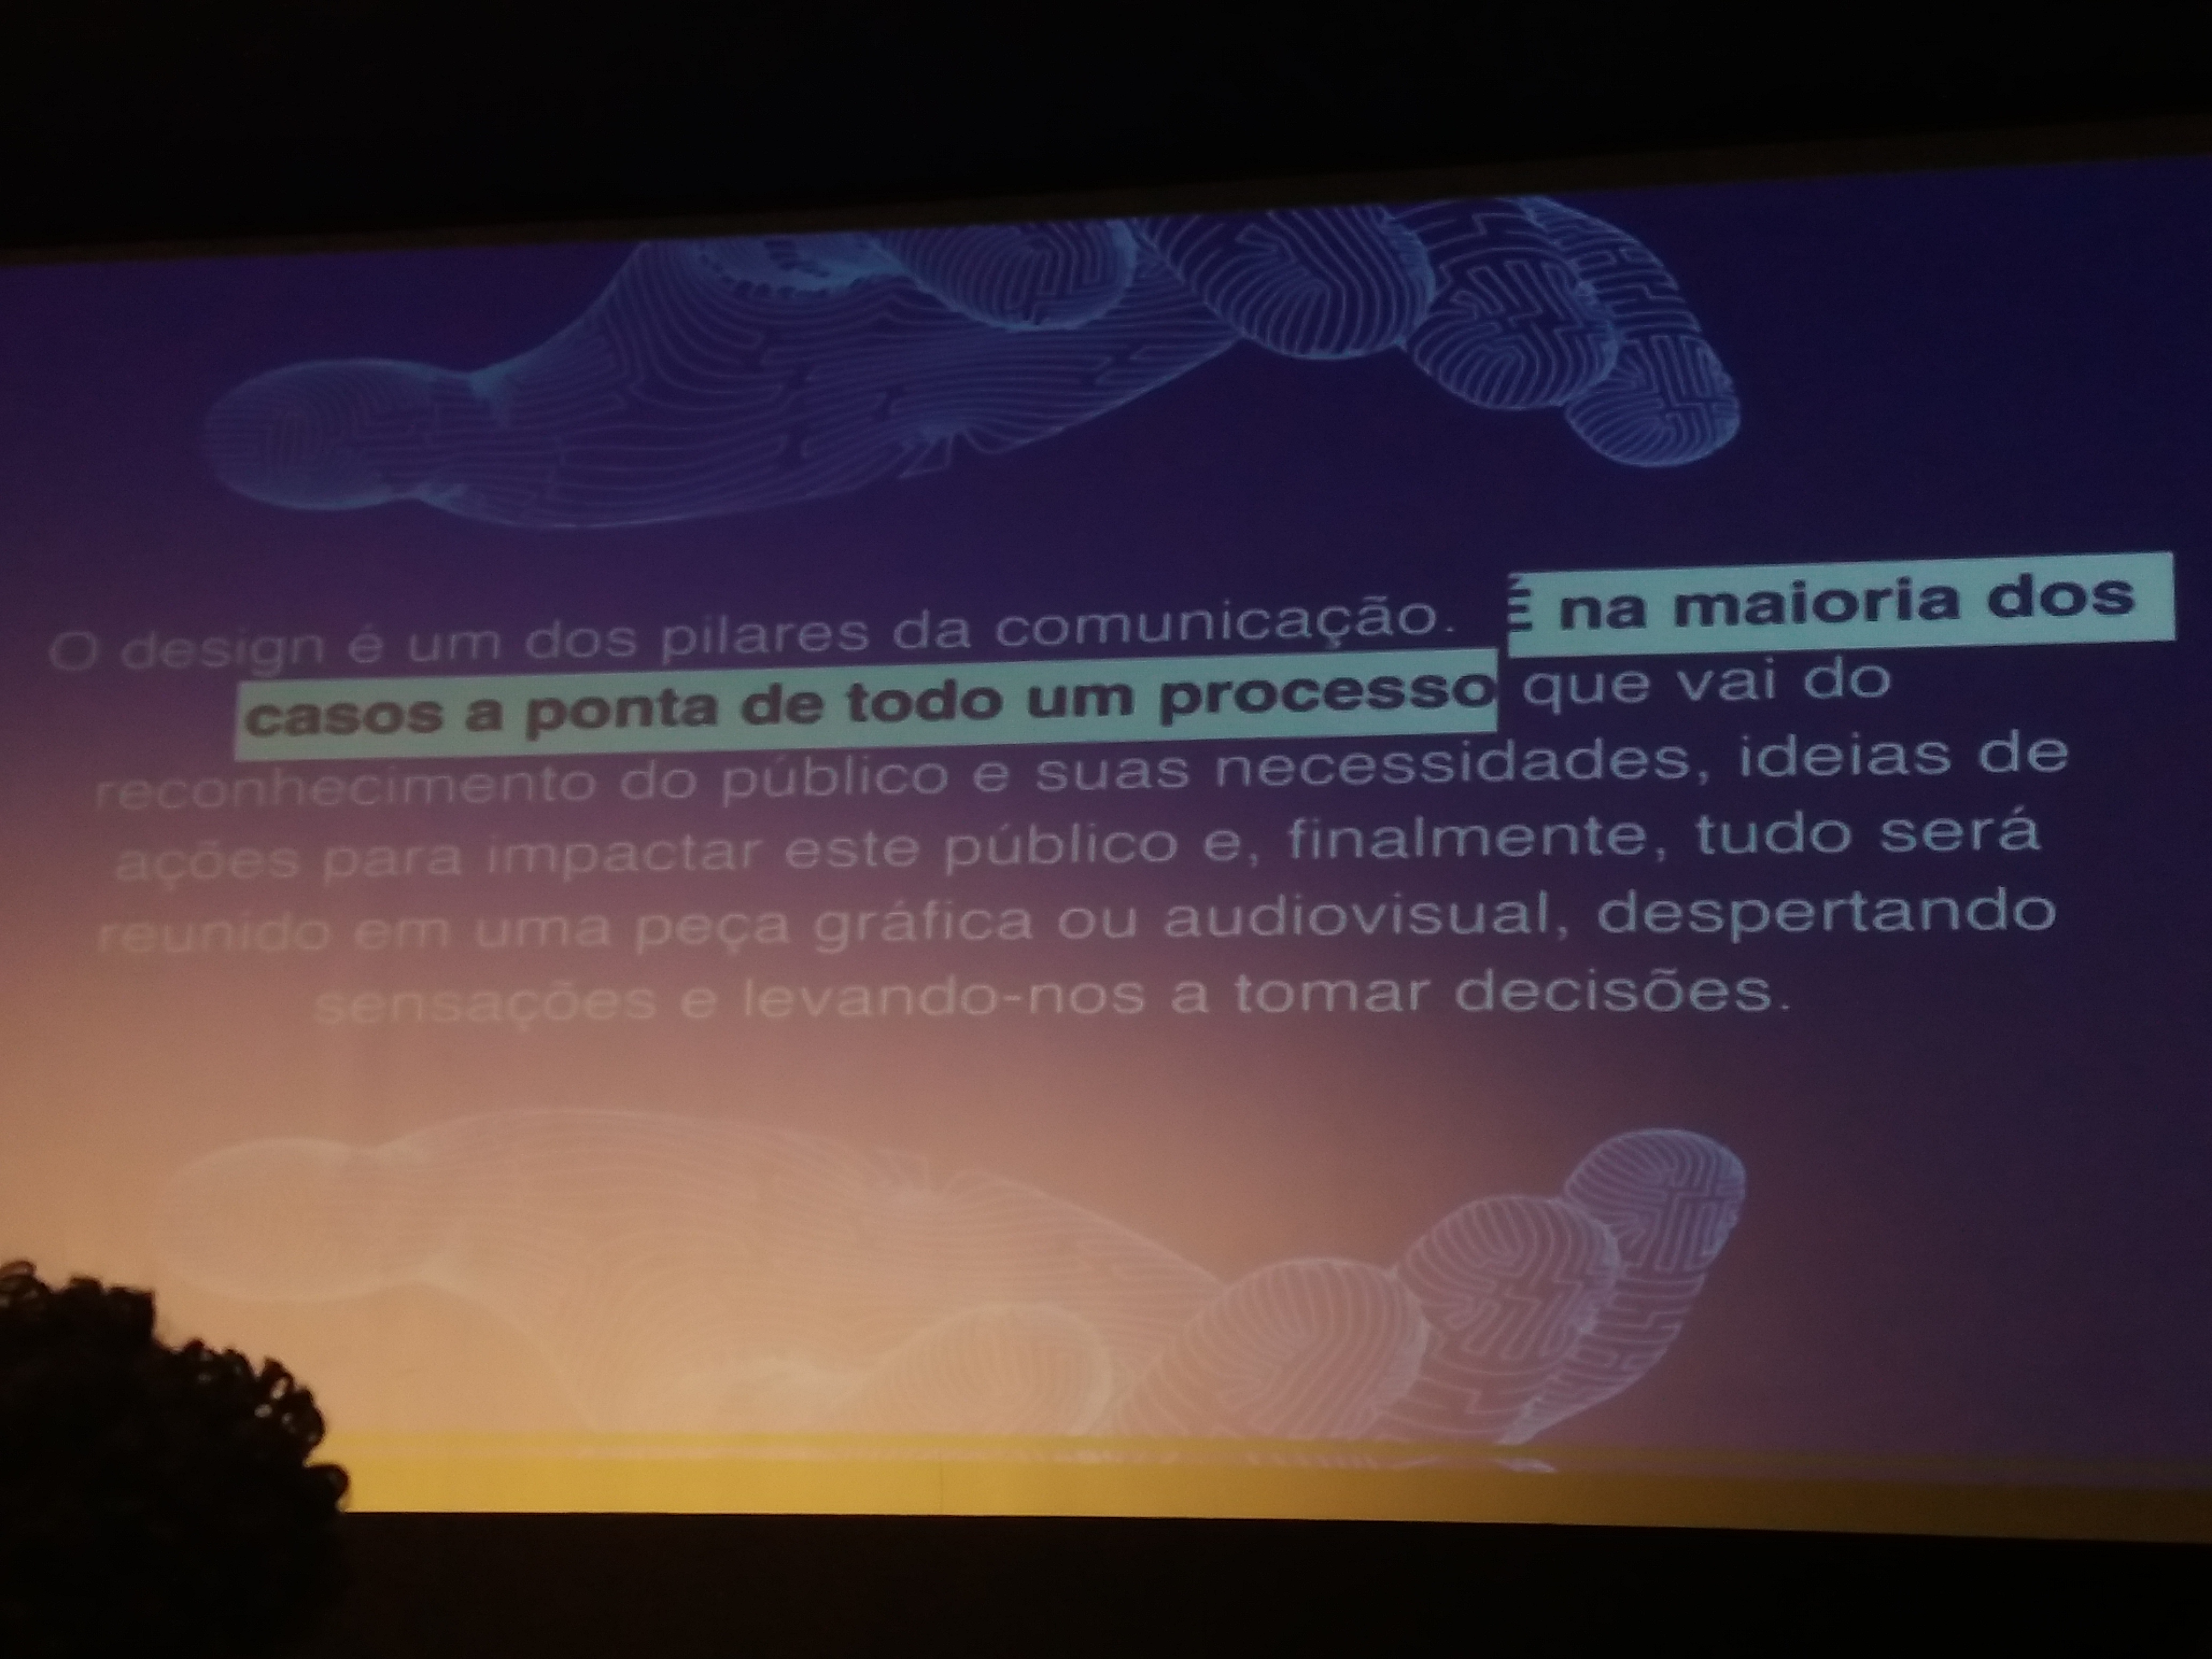 O design é um dos pilares da comunicação. É na maioria dos
casos a ponta de todo um processo que vai do
reconhecimento do público e suas necessidades, ideias de
ações para impactar este público e, finalmente, tudo será
reunido em uma peça gráfica ou audiovisual, despertando
sensações e levando-nos a tomar decisões.